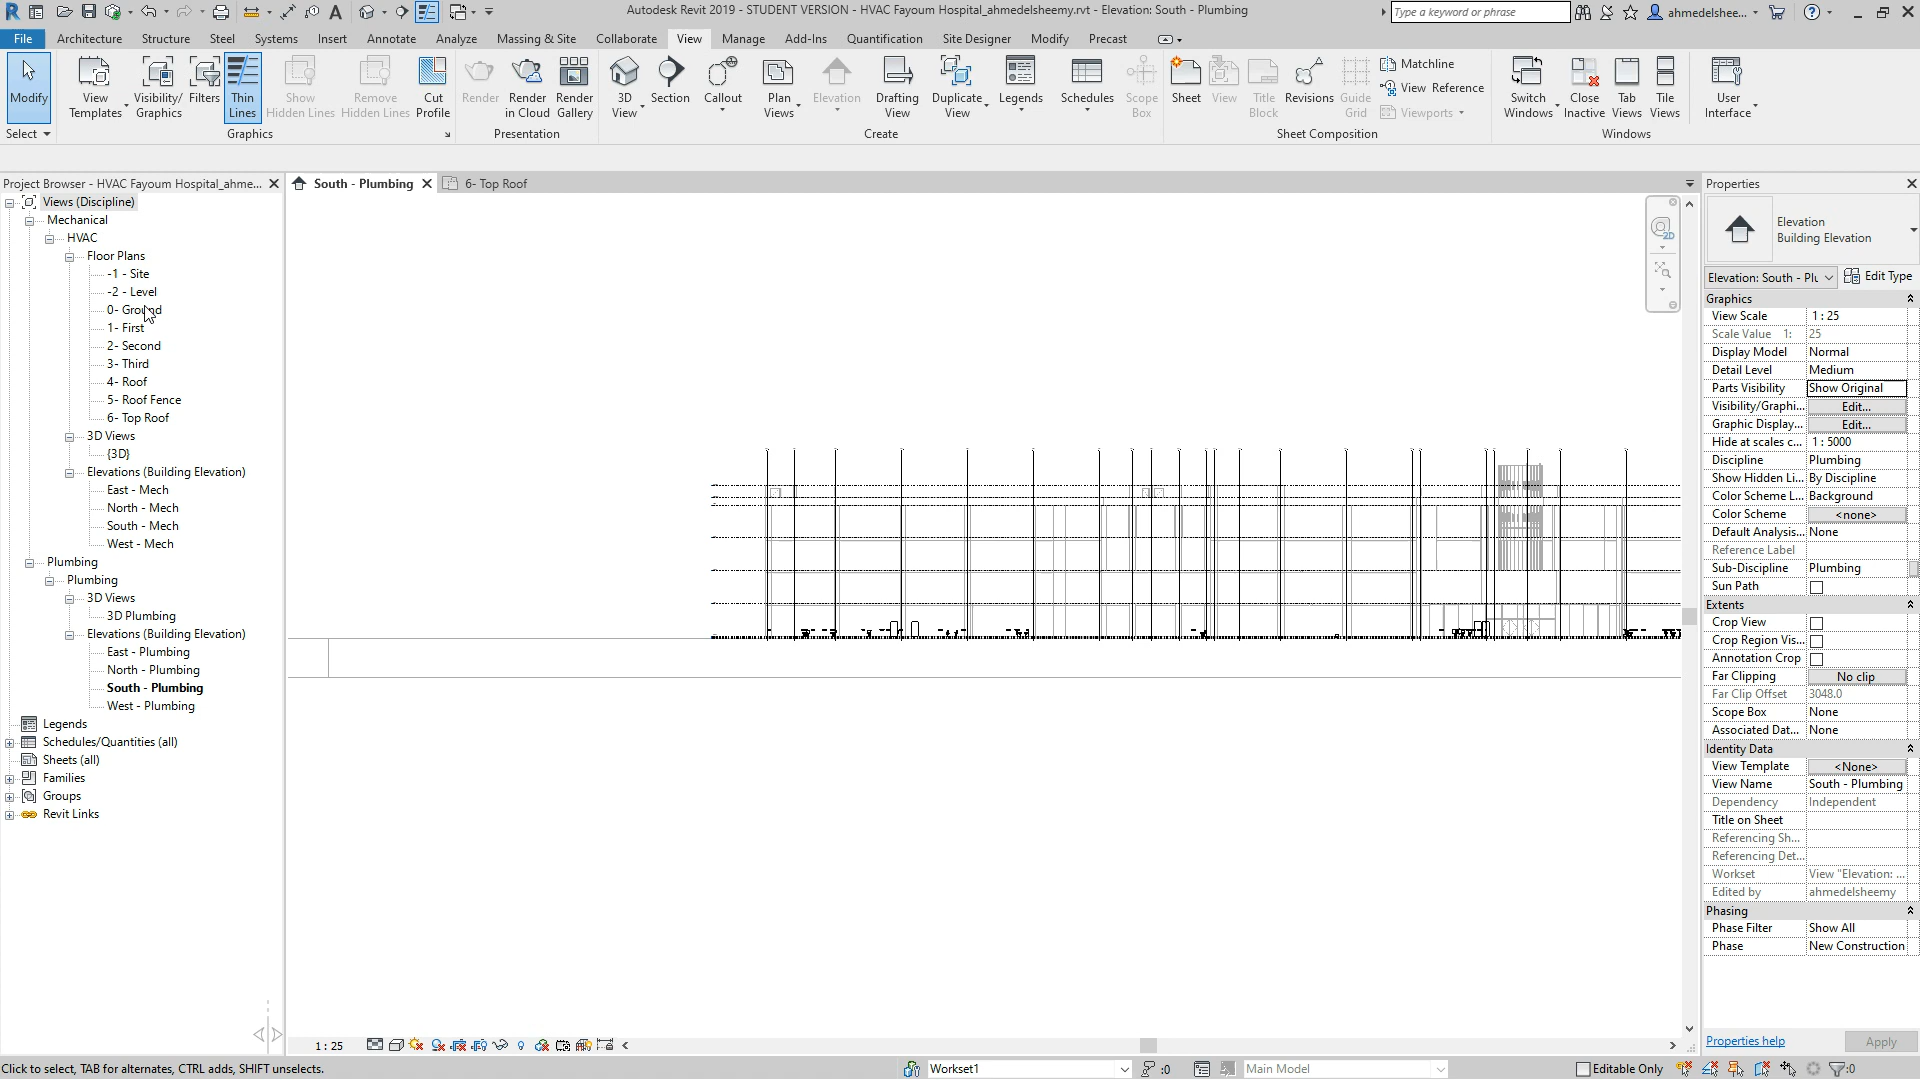 Autodesk Revit 2019 - STUDENT VERSION - HVAC Fayoum Hospital_ahmedelsheemy.rvt - Elevation: South - Plumbing
Type a keyword or phrase
ahmedelshee...
File Architecture Structure Steel Systems Insert Annotate Analyze Massing & Site Collaborate View Manage Add-Ins Quantification Site Designer Modify Precast
Modify
View Templates
Visibility/ Graphics
Filters
Thin Lines
Show Hidden Lines
Remove Hidden Lines
Cut Profile
Render
Render in Cloud
Render Gallery
3D View
Section
Callout
Plan Views
Elevation
Drafting View
Duplicate View
Legends
Schedules
Scope Box
Sheet
View
Title Block
Revisions
Guide Grid
Matchline
View Reference
Viewports
Switch Windows
Close Inactive
Tab Views
Tile Views
User Interface
Select Graphics Presentation Create Sheet Composition Windows
Project Browser - HVAC Fayoum Hospital_ahme...
South - Plumbing
6- Top Roof
Properties
Views (Discipline)
Mechanical
HVAC
Floor Plans
-1 - Site
-2 - Level
0- Ground
1- First
2- Second
3- Third
4- Roof
5- Roof Fence
6- Top Roof
3D Views
{3D}
Elevations (Building Elevation)
East - Mech
North - Mech
South - Mech
West - Mech
Plumbing
Plumbing
3D Views
3D Plumbing
Elevations (Building Elevation)
East - Plumbing
North - Plumbing
South - Plumbing
West - Plumbing
Legends
Schedules/Quantities (all)
Sheets (all)
Families
Groups
Revit Links
2D
Elevation
Building Elevation
Elevation: South - Plu Edit Type
Graphics
View Scale 1 : 25
Scale Value 1: 25
Display Model Normal
Detail Level Medium
Parts Visibility Show Original
Visibility/Graphi... Edit...
Graphic Display... Edit...
Hide at scales c... 1 : 5000
Discipline Plumbing
Show Hidden Li... By Discipline
Color Scheme L... Background
Color Scheme <none>
Default Analysis... None
Reference Label
Sub-Discipline Plumbing
Sun Path
Extents
Crop View
Crop Region Vis...
Annotation Crop
Far Clipping No clip
Far Clip Offset 3048.0
Scope Box None
Associated Dat... None
Identity Data
View Template <None>
View Name South - Plumbing
Dependency Independent
Title on Sheet
Referencing Sh...
Referencing Det...
Workset View "Elevation: ...
Edited by ahmedelsheemy
Phasing
Phase Filter Show All
Phase New Construction
Properties help Apply
1 : 25
Click to select, TAB for alternates, CTRL adds, SHIFT unselects.
Workset1
:0
Main Model
Editable Only
:0